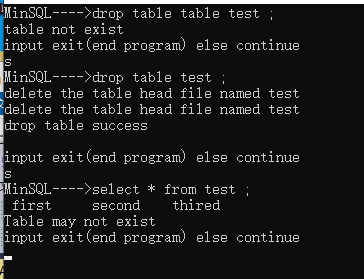 MinSQL---->drop table table test ;
table not exist
input exit(end program) else continue
s
MinSQL---->drop table test ;
delete the table head file named test
delete the table head file named test
drop table success
input exit(end program) else continue
s
MinSQL---->select * from test ;
first second thired
Table may not exist
input exit(end program) else continue